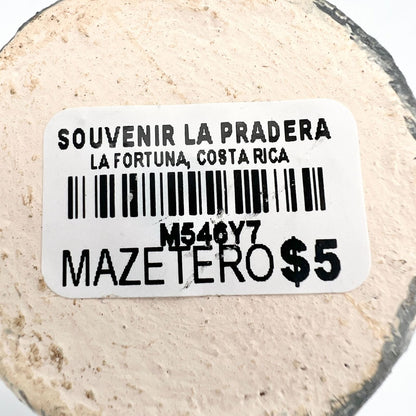 SOUVENIR LA PRADERA
LA FORTUNA, COSTA RICA
M546Y7
MAZETERO $5